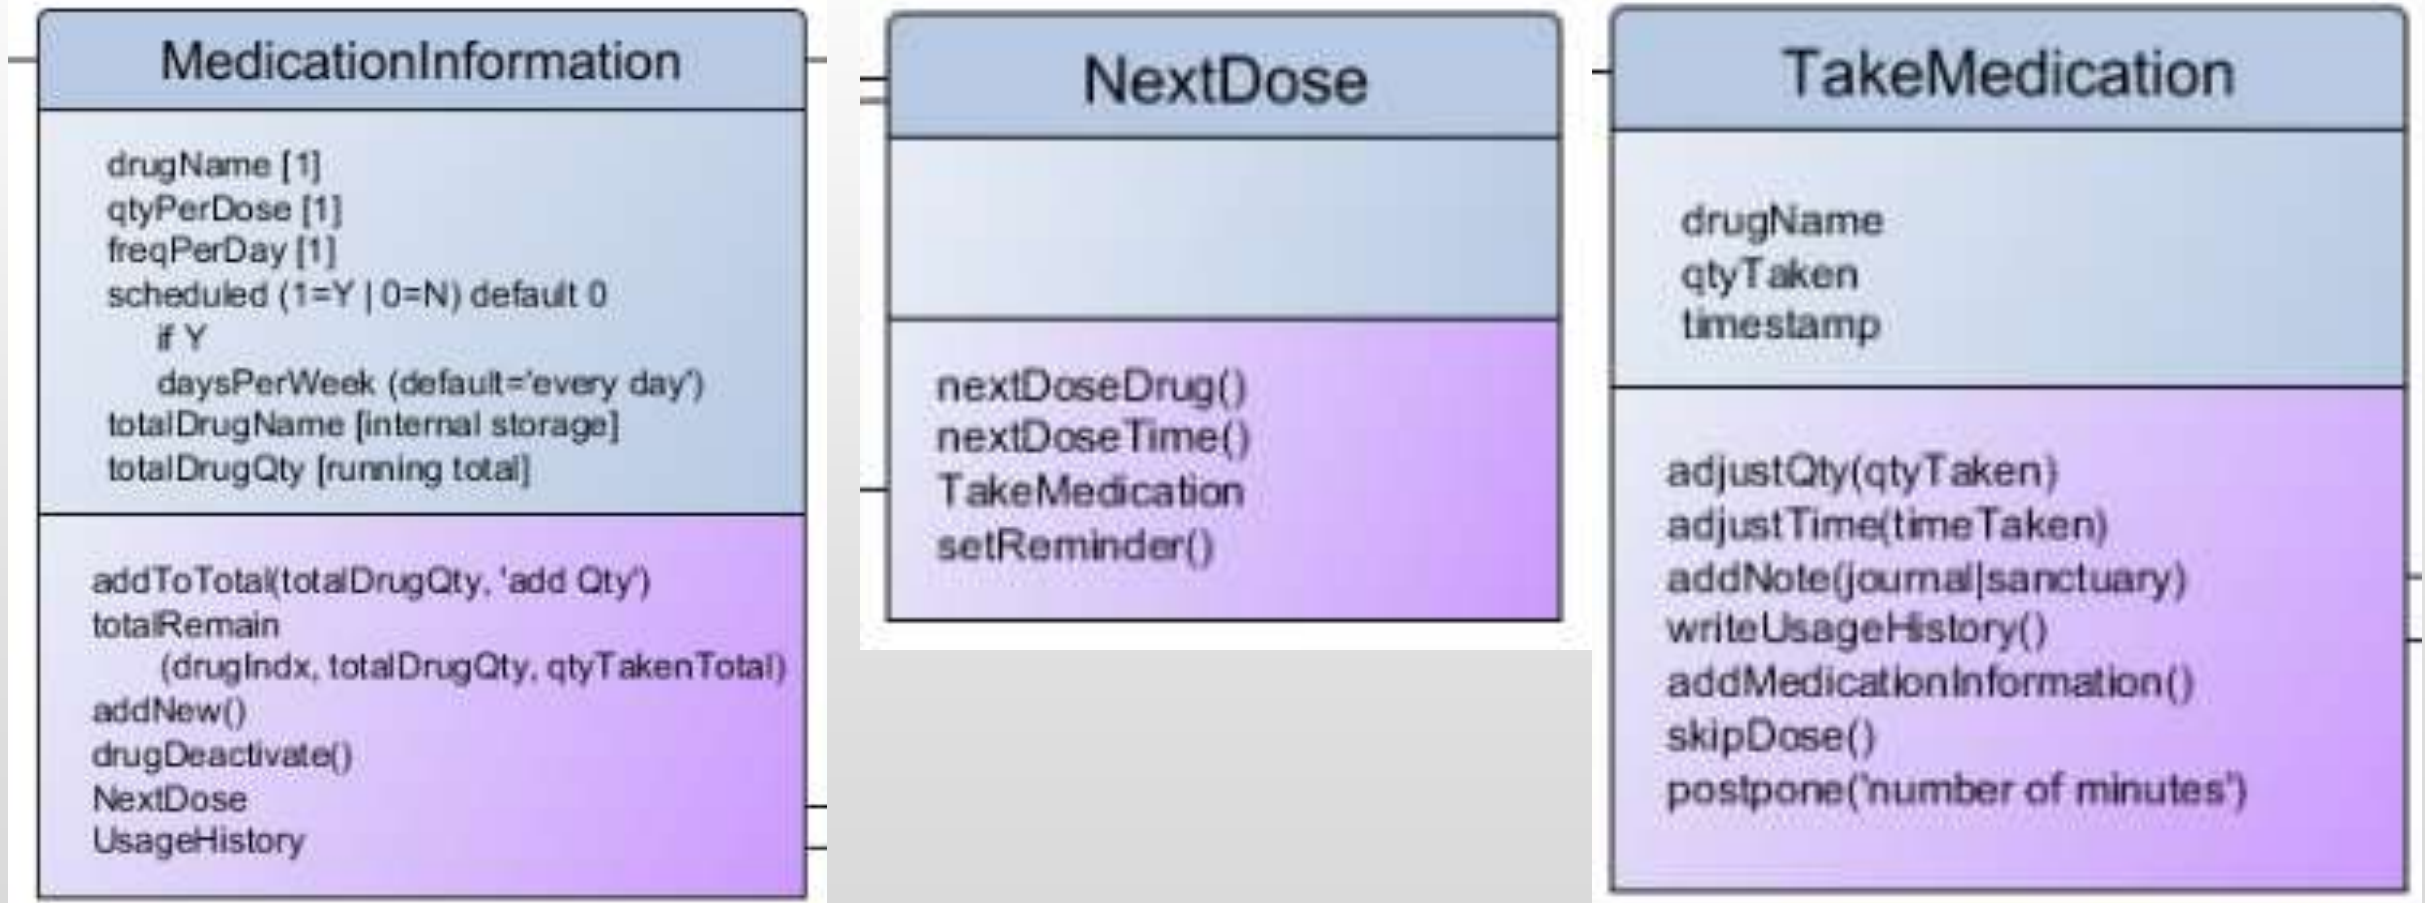 MedicationInformation
drugName [1]
qtyPerDose [1]
freqPerDay [1]
scheduled (1=Y | 0=N) default 0
if Y
daysPerWeek (default='every day')
totalDrugName [internal storage]
totalDrugQty [running total]
addToTotal(totalDrugQty, 'add Qty')
totalRemain
(drugIndx, totalDrugQty, qtyTakenTotal)
addNew()
drugDeactivate()
NextDose
UsageHistory
NextDose
nextDoseDrug()
nextDoseTime()
TakeMedication
setReminder()
TakeMedication
drugName
qtyTaken
timestamp
adjustQty(qtyTaken)
adjustTime(timeTaken)
addNote(journal|sanctuary)
writeUsageHistory()
addMedicationInformation()
skipDose()
postpone('number of minutes')